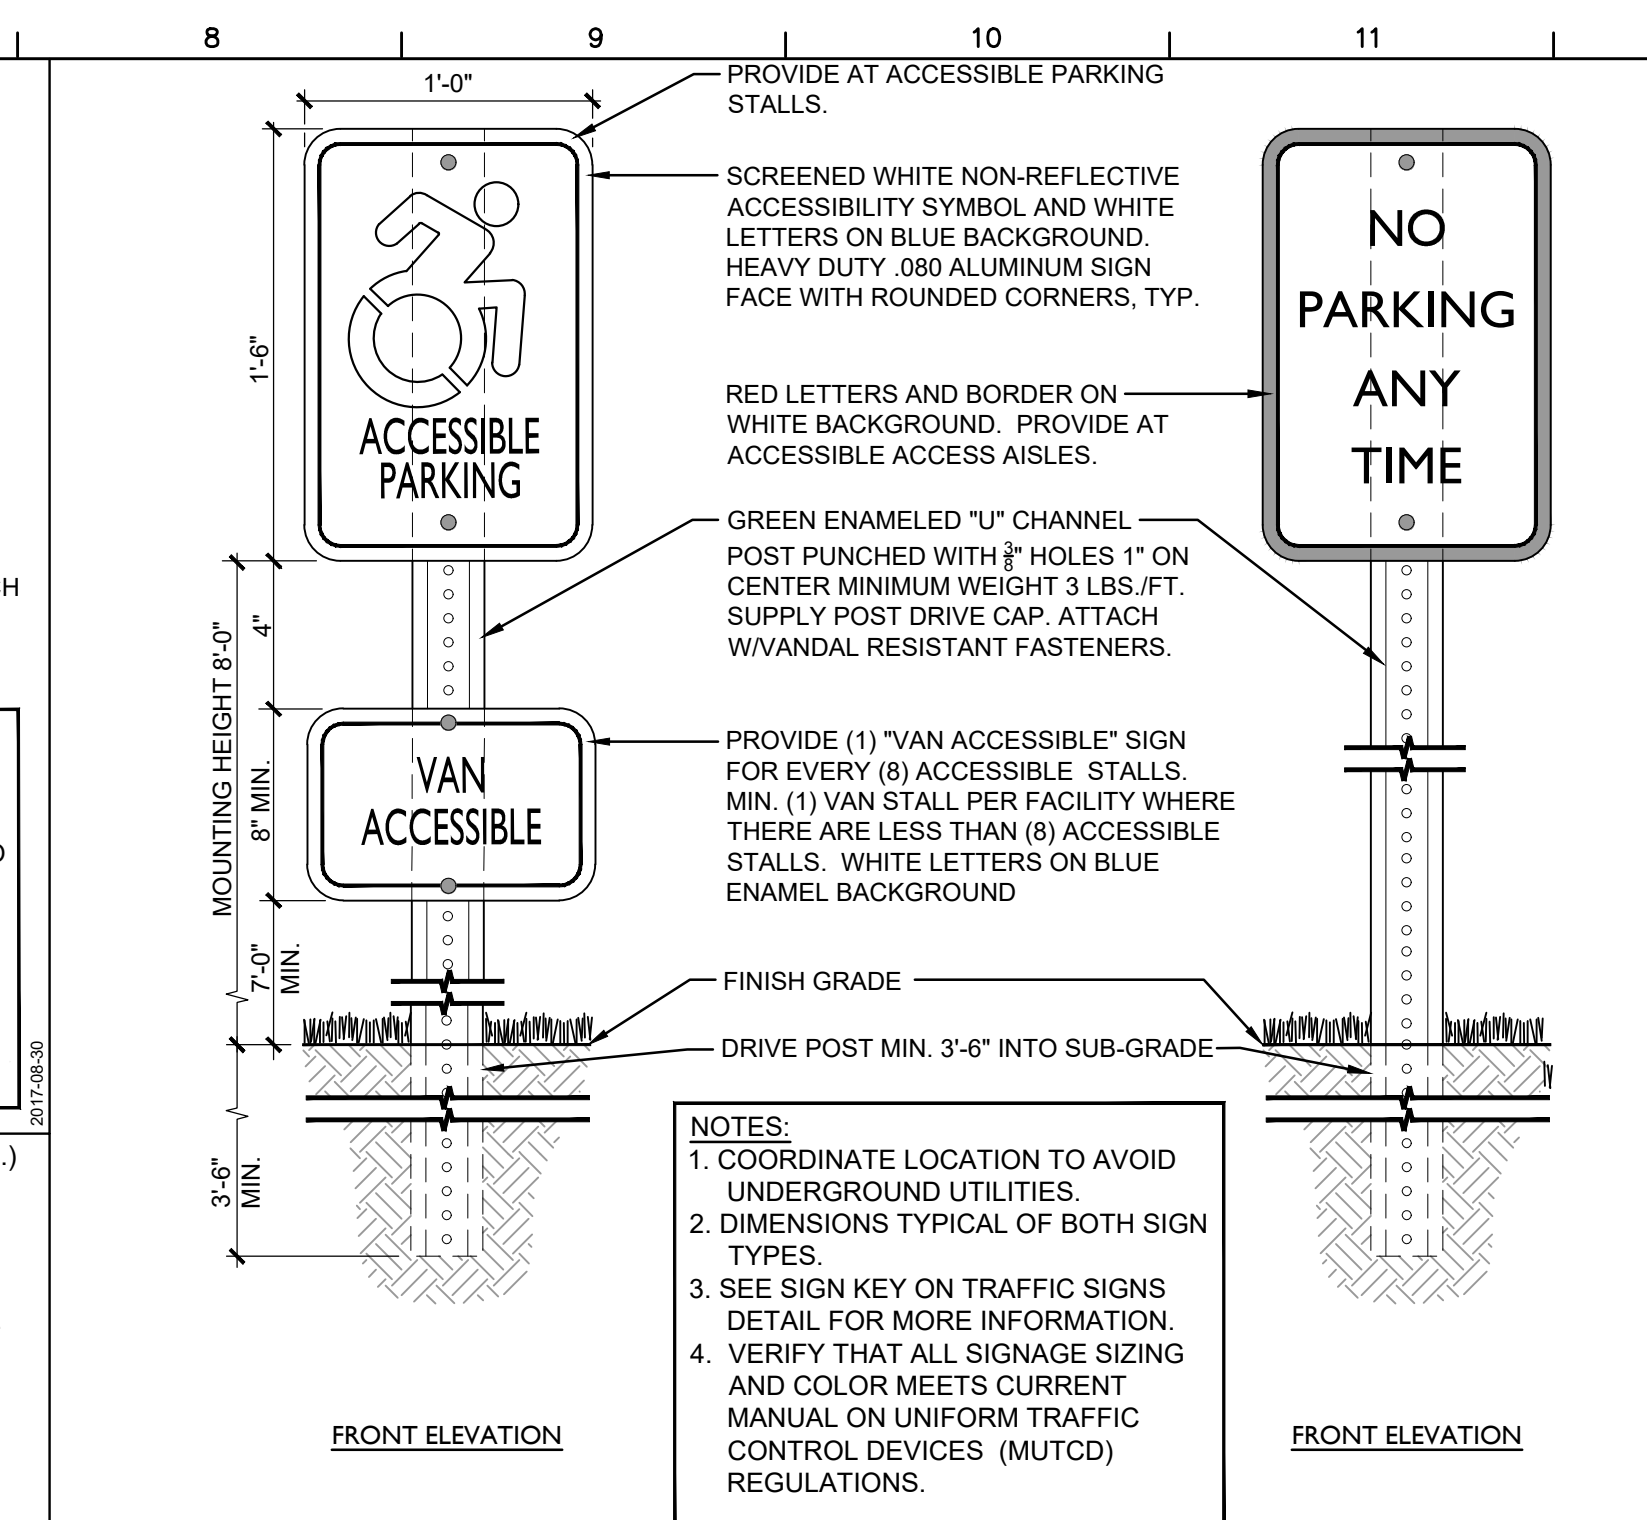 8
9
10
11
1'-0"
PROVIDE AT ACCESSIBLE PARKING
STALLS.
SCREENED WHITE NON-REFLECTIVE
ACCESSIBILITY SYMBOL AND WHITE
LETTERS ON BLUE BACKGROUND.
HEAVY DUTY .080 ALUMINUM SIGN
FACE WITH ROUNDED CORNERS, TYP.
RED LETTERS AND BORDER ON
WHITE BACKGROUND.  PROVIDE AT
ACCESSIBLE ACCESS AISLES.
GREEN ENAMELED "U" CHANNEL
POST PUNCHED WITH 3/8" HOLES 1" ON
CENTER MINIMUM WEIGHT 3 LBS./FT.
SUPPLY POST DRIVE CAP. ATTACH
W/VANDAL RESISTANT FASTENERS.
PROVIDE (1) "VAN ACCESSIBLE" SIGN
FOR EVERY (8) ACCESSIBLE  STALLS.
MIN. (1) VAN STALL PER FACILITY WHERE
THERE ARE LESS THAN (8) ACCESSIBLE
STALLS.  WHITE LETTERS ON BLUE
ENAMEL BACKGROUND
FINISH GRADE
DRIVE POST MIN. 3'-6" INTO SUB-GRADE
ACCESSIBLE
PARKING
VAN
ACCESSIBLE
1'-6"
4"
8" MIN.
7'-0"
MIN.
MOUNTING HEIGHT 8'-0"
3'-6"
MIN.
NO
PARKING
ANY
TIME
NOTES:
1. COORDINATE LOCATION TO AVOID
UNDERGROUND UTILITIES.
2. DIMENSIONS TYPICAL OF BOTH SIGN
TYPES.
3. SEE SIGN KEY ON TRAFFIC SIGNS
DETAIL FOR MORE INFORMATION.
4.  VERIFY THAT ALL SIGNAGE SIZING
AND COLOR MEETS CURRENT
MANUAL ON UNIFORM TRAFFIC
CONTROL DEVICES  (MUTCD)
REGULATIONS.
FRONT ELEVATION
FRONT ELEVATION
2017-08-30
.)